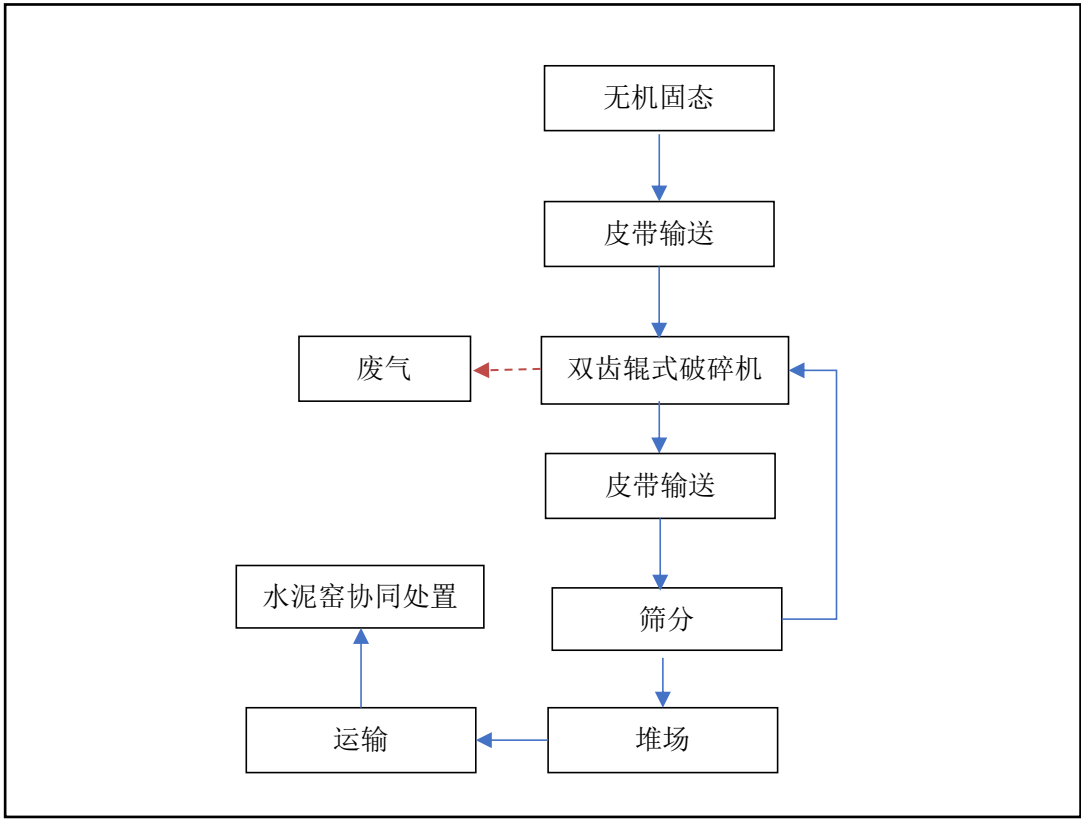 无机固态
皮带输送
废气
双齿辊式破碎机
皮带输送
水泥窑协同处置
筛分
运输
堆场